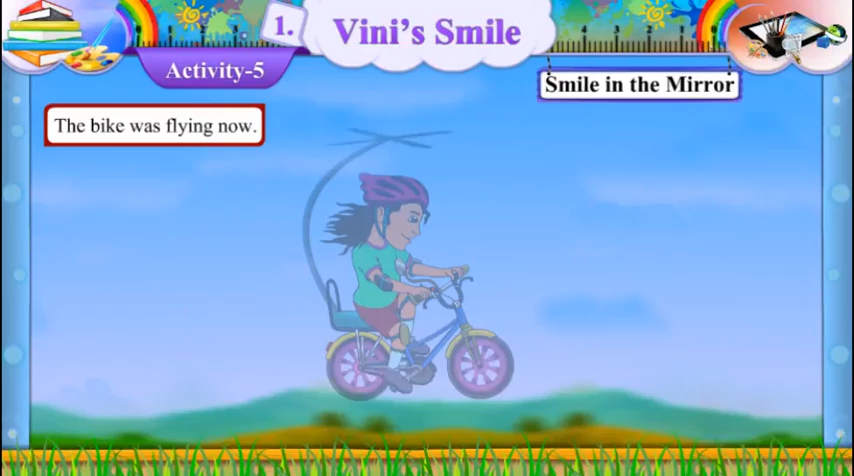 1.
Vini's Smile
Activity-5
Smile in the Mirror
The bike was flying now.